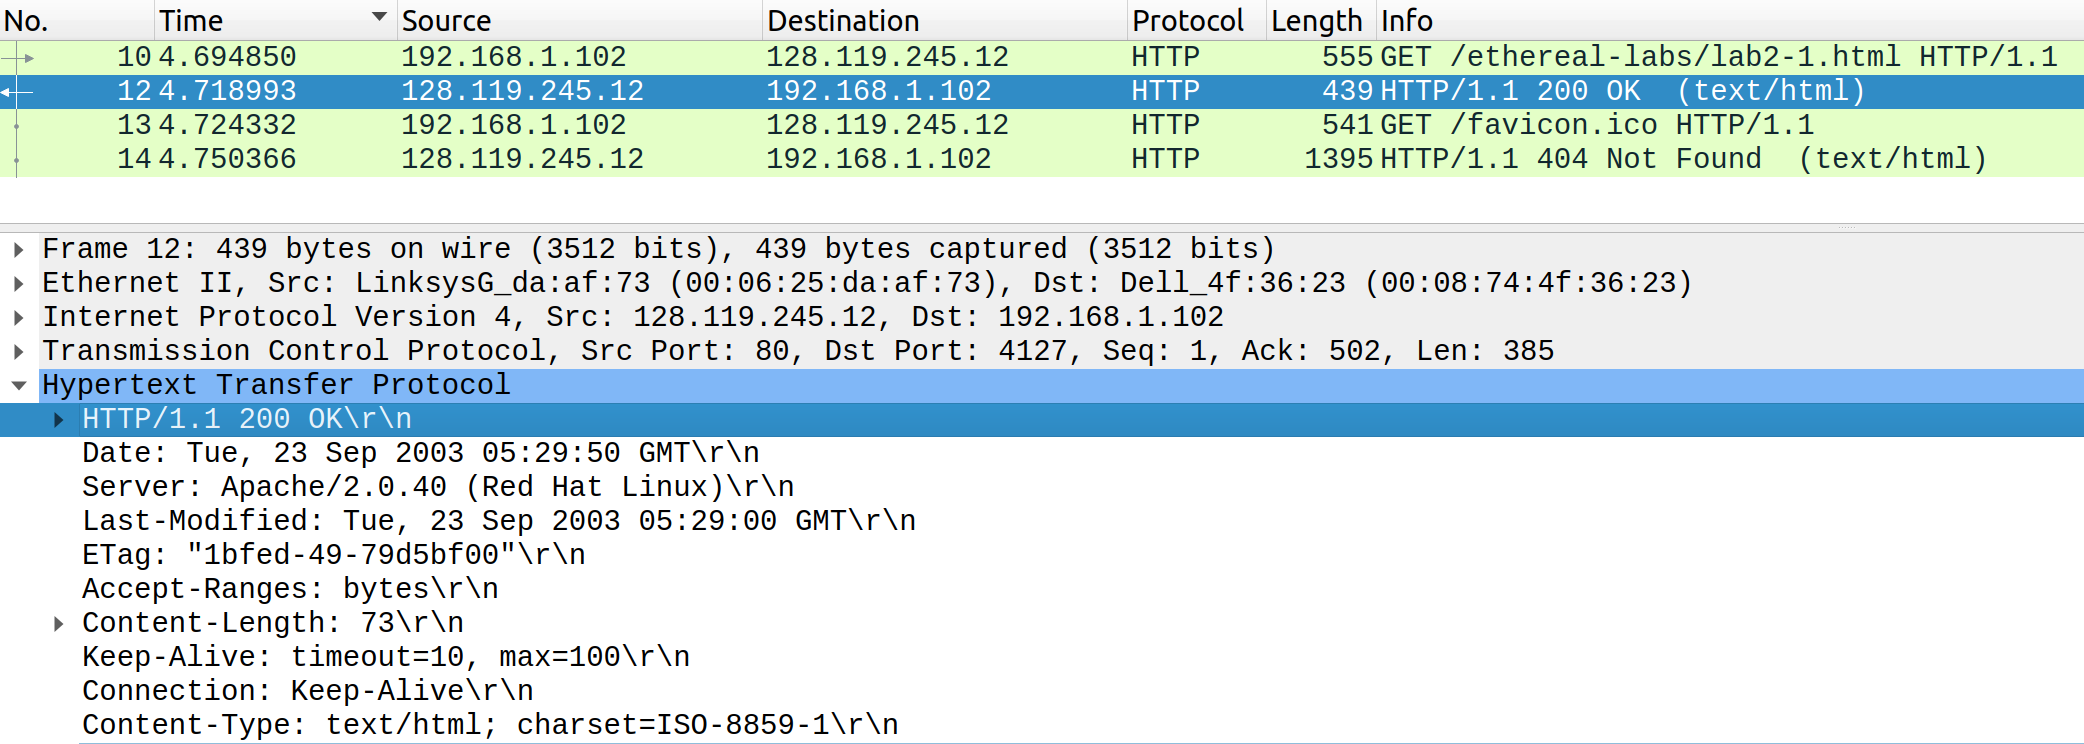 No. Time Source Destination Protocol Length Info
10 4.694850 192.168.1.102 128.119.245.12 HTTP 555 GET /ethereal-labs/lab2-1.html HTTP/1.1
12 4.718993 128.119.245.12 192.168.1.102 HTTP 439 HTTP/1.1 200 OK  (text/html)
13 4.724332 192.168.1.102 128.119.245.12 HTTP 541 GET /favicon.ico HTTP/1.1
14 4.750366 128.119.245.12 192.168.1.102 HTTP 1395 HTTP/1.1 404 Not Found  (text/html)
Frame 12: 439 bytes on wire (3512 bits), 439 bytes captured (3512 bits)
Ethernet II, Src: LinksysG_da:af:73 (00:06:25:da:af:73), Dst: Dell_4f:36:23 (00:08:74:4f:36:23)
Internet Protocol Version 4, Src: 128.119.245.12, Dst: 192.168.1.102
Transmission Control Protocol, Src Port: 80, Dst Port: 4127, Seq: 1, Ack: 502, Len: 385
Hypertext Transfer Protocol
HTTP/1.1 200 OK\r\n
Date: Tue, 23 Sep 2003 05:29:50 GMT\r\n
Server: Apache/2.0.40 (Red Hat Linux)\r\n
Last-Modified: Tue, 23 Sep 2003 05:29:00 GMT\r\n
ETag: "1bfed-49-79d5bf00"\r\n
Accept-Ranges: bytes\r\n
Content-Length: 73\r\n
Keep-Alive: timeout=10, max=100\r\n
Connection: Keep-Alive\r\n
Content-Type: text/html; charset=ISO-8859-1\r\n